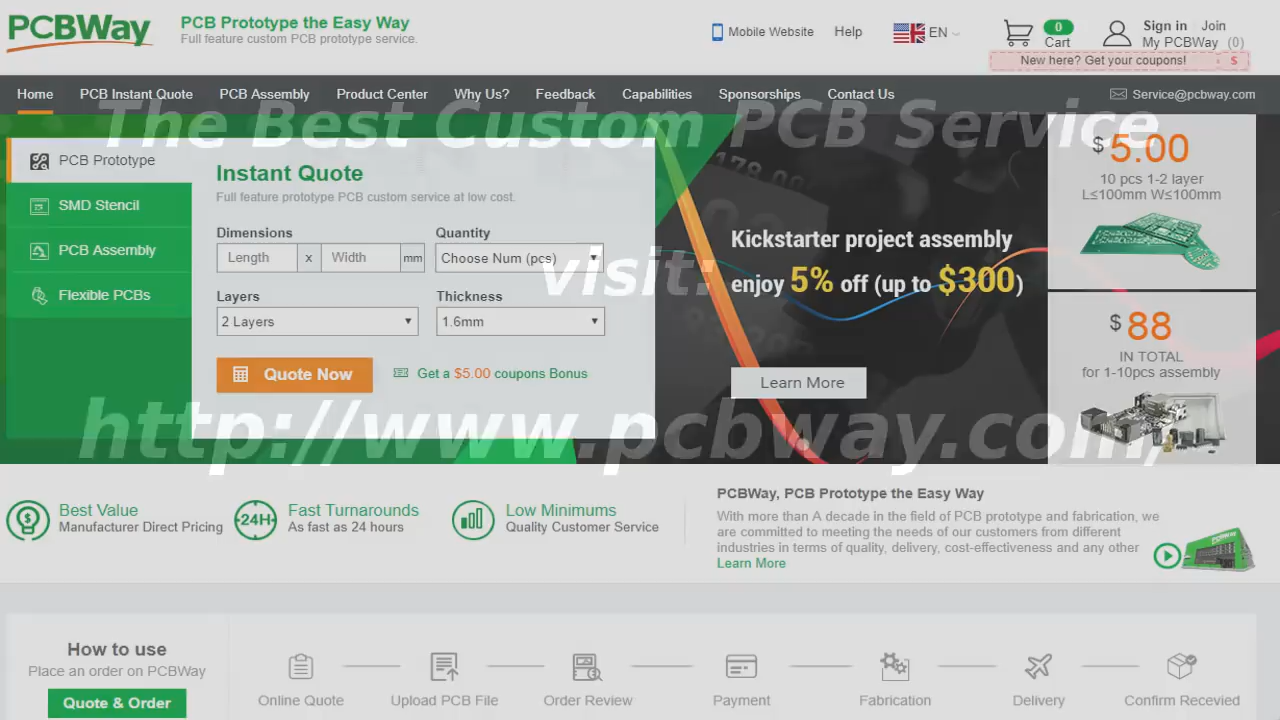 PCBWay
PCB Prototype the Easy Way
Full feature custom PCB prototype service.
Mobile Website
Help
EN
0
Cart
Sign in Join
My PCBWay (0)
New here? Get your coupons! $
Home PCB Instant Quote PCB Assembly Product Center Why Us? Feedback Capabilities Sponsorships Contact Us Service@pcbway.com
The Best Custom PCB Service
PCB Prototype
SMD Stencil
PCB Assembly
Flexible PCBs
Instant Quote
Full feature prototype PCB custom service at low cost.
Dimensions
Length x Width mm
Quantity
Choose Num (pcs)
Layers
2 Layers
Thickness
1.6mm
Quote Now
Get a $5.00 coupons Bonus
visit:
Kickstarter project assembly
enjoy 5% off (up to $300)
Learn More
$5.00
10 pcs 1-2 layer
L≤100mm W≤100mm
$88
IN TOTAL
for 1-10pcs assembly
http://www.pcbway.com/
Best Value
Manufacturer Direct Pricing
24H
Fast Turnarounds
As fast as 24 hours
Low Minimums
Quality Customer Service
PCBWay, PCB Prototype the Easy Way
With more than A decade in the field of PCB prototype and fabrication, we
are committed to meeting the needs of our customers from different
industries in terms of quality, delivery, cost-effectiveness and any other
Learn More
PCBWAY
How to use
Place an order on PCBWay
Quote & Order
Online Quote
Upload PCB File
Order Review
Payment
Fabrication
Delivery
Confirm Recevied